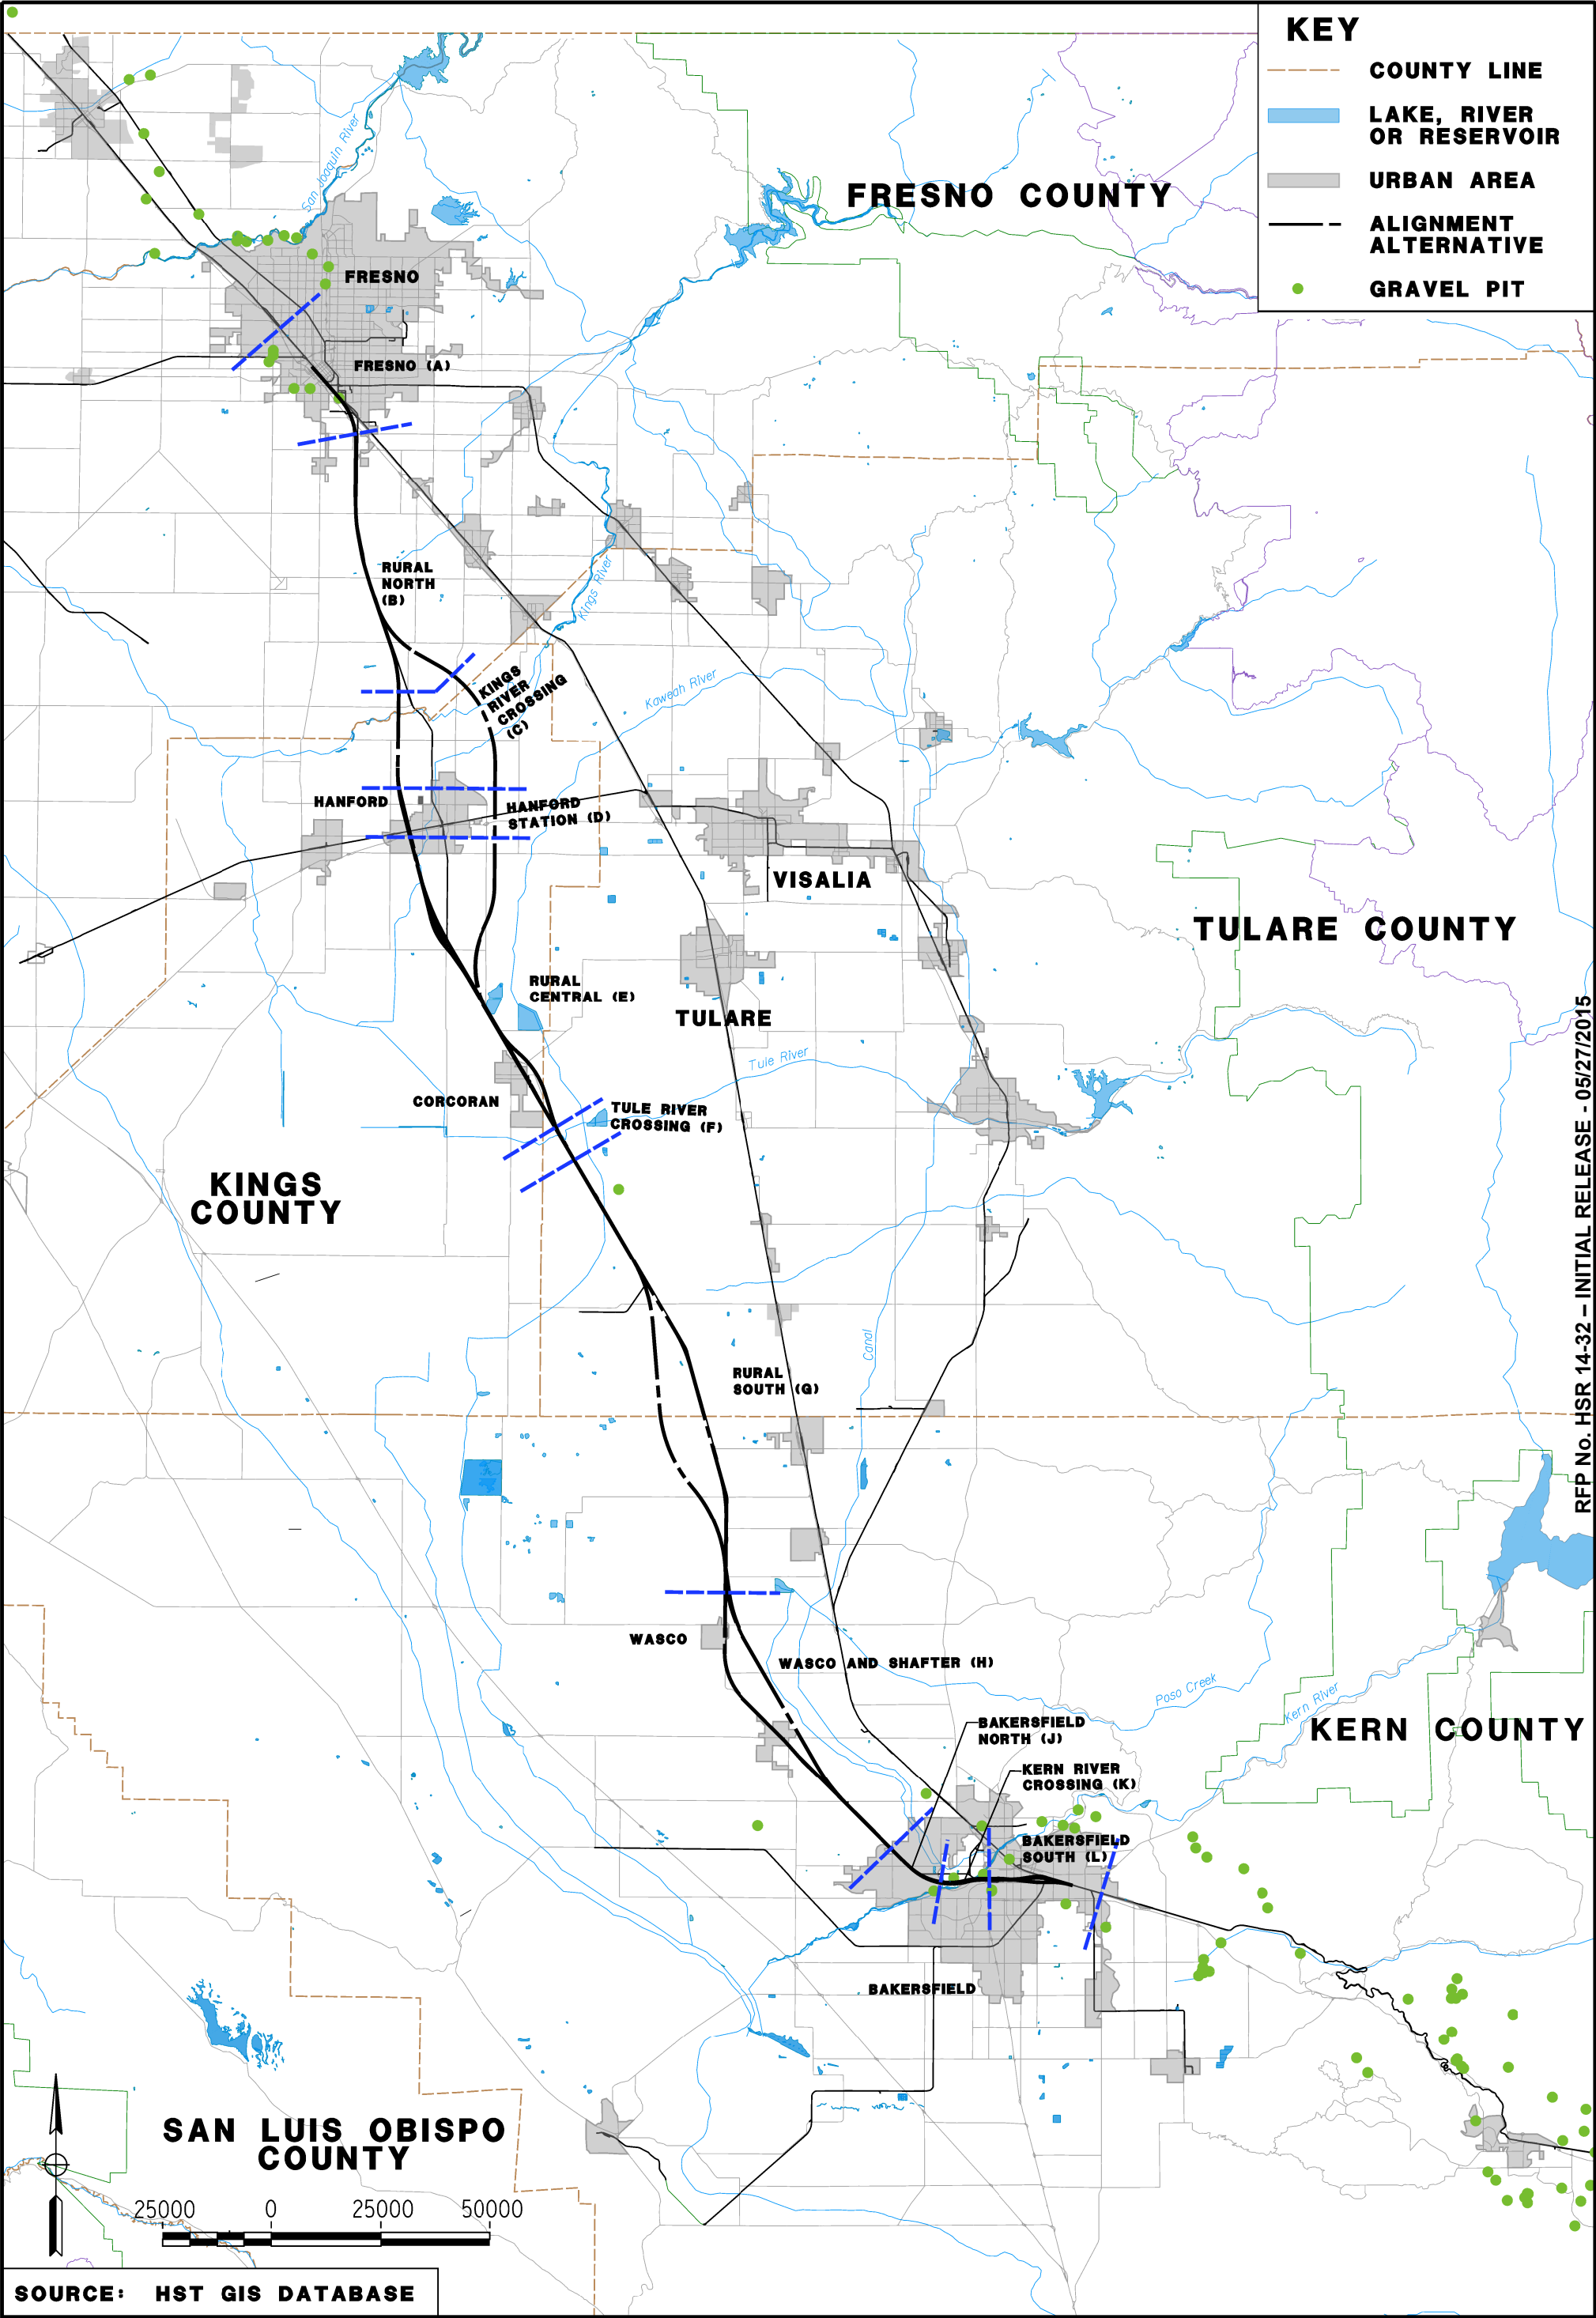 KEY
COUNTY LINE
LAKE, RIVER
OR RESERVOIR
URBAN AREA
ALIGNMENT
ALTERNATIVE
GRAVEL PIT
San Joaquin River
FRESNO COUNTY
FRESNO
FRESNO (A)
RURAL
NORTH
(B)
Kings River
KINGS
RIVER
CROSSING
(C)
Kaweah River
HANFORD
HANFORD
STATION (D)
VISALIA
TULARE COUNTY
RURAL
CENTRAL (E)
TULARE
Tule River
CORCORAN
TULE RIVER
CROSSING (F)
KINGS
COUNTY
Canal
RURAL
SOUTH (G)
WASCO
WASCO AND SHAFTER (H)
Poso Creek
Kern River
KERN COUNTY
BAKERSFIELD
NORTH (J)
KERN RIVER
CROSSING (K)
BAKERSFIELD
SOUTH (L)
BAKERSFIELD
SAN LUIS OBISPO
COUNTY
25000 0 25000 50000
SOURCE: HST GIS DATABASE
RFP No. HSR 14-32 – INITIAL RELEASE - 05/27/2015